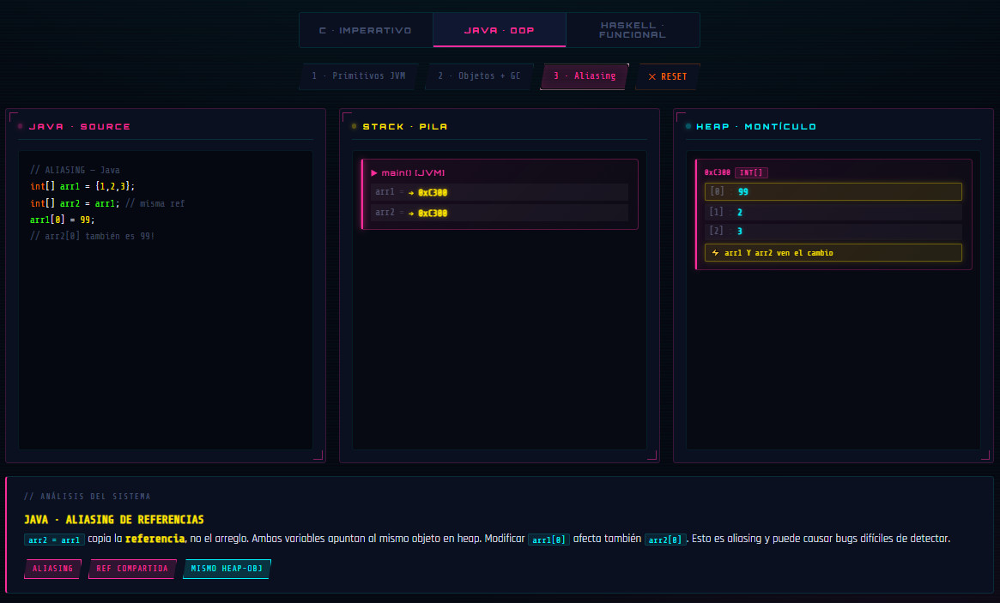 C · IMPERATIVO
JAVA · OOP
HASKELL ·
FUNCIONAL
1 · Primitivos JVM
2 · Objetos + GC
3 · Aliasing
✕ RESET
JAVA · SOURCE
// ALIASING — Java
int[] arr1 = {1,2,3};
int[] arr2 = arr1; // misma ref
arr1[0] = 99;
// arr2[0] también es 99!
STACK · PILA
▶ main() [JVM]
arr1 = → 0xC300
arr2 = → 0xC300
HEAP · MONTÍCULO
0xC300 INT[]
[0] : 99
[1] : 2
[2] : 3
⚡ arr1 Y arr2 ven el cambio
// ANÁLISIS DEL SISTEMA
JAVA · ALIASING DE REFERENCIAS
arr2 = arr1 copia la referencia, no el arreglo. Ambas variables apuntan al mismo objeto en heap. Modificar arr1[0] afecta también arr2[0]. Esto es aliasing y puede causar bugs difíciles de detectar.
ALIASING
REF COMPARTIDA
MISMO HEAP-OBJ